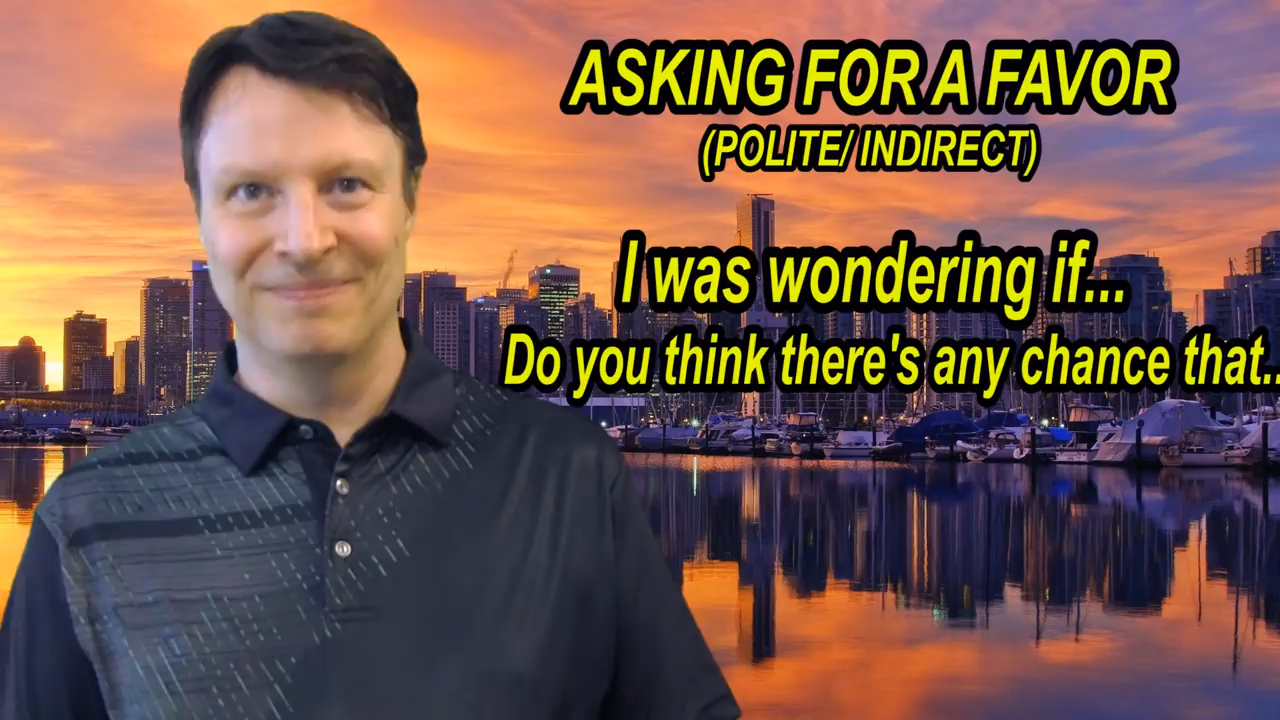 ASKING FOR A FAVOR
(POLITE/ INDIRECT)
I was wondering if...
Do you think there's any chance that..